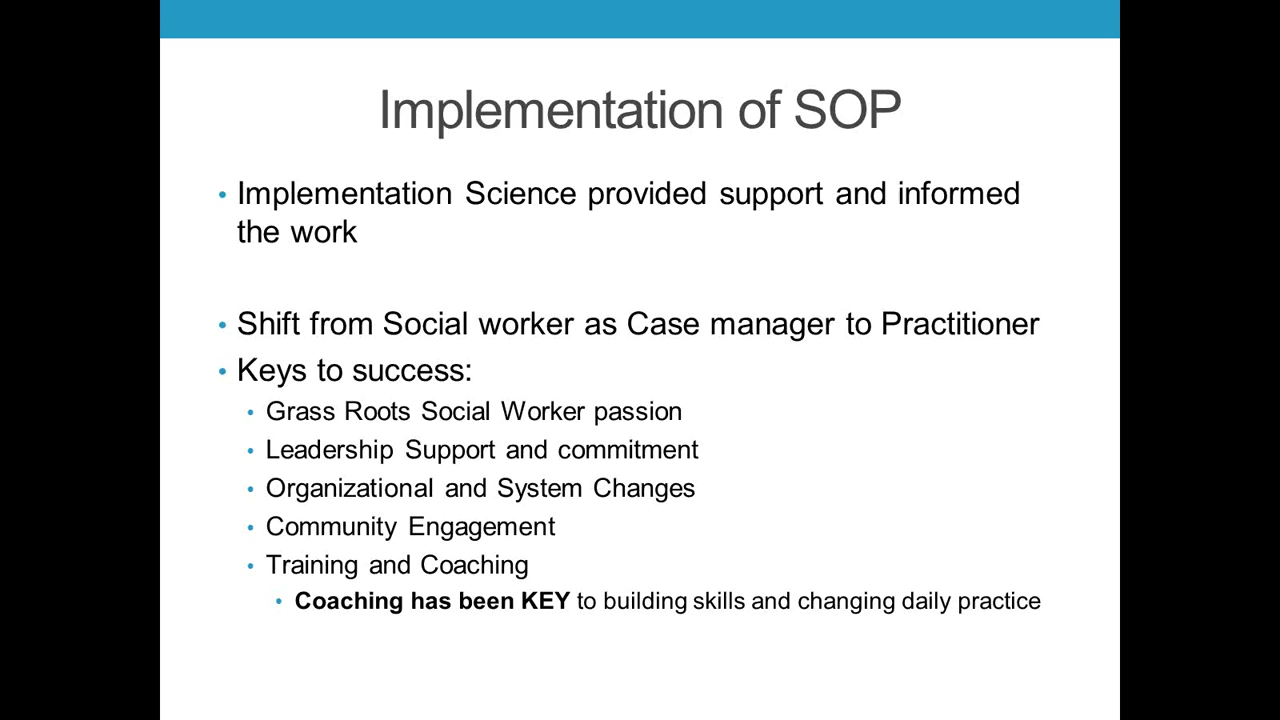 Implementation of SOP
• Implementation Science provided support and informed
the work
• Shift from Social worker as Case manager to Practitioner
• Keys to success:
• Grass Roots Social Worker passion
• Leadership Support and commitment
• Organizational and System Changes
• Community Engagement
• Training and Coaching
• Coaching has been KEY to building skills and changing daily practice